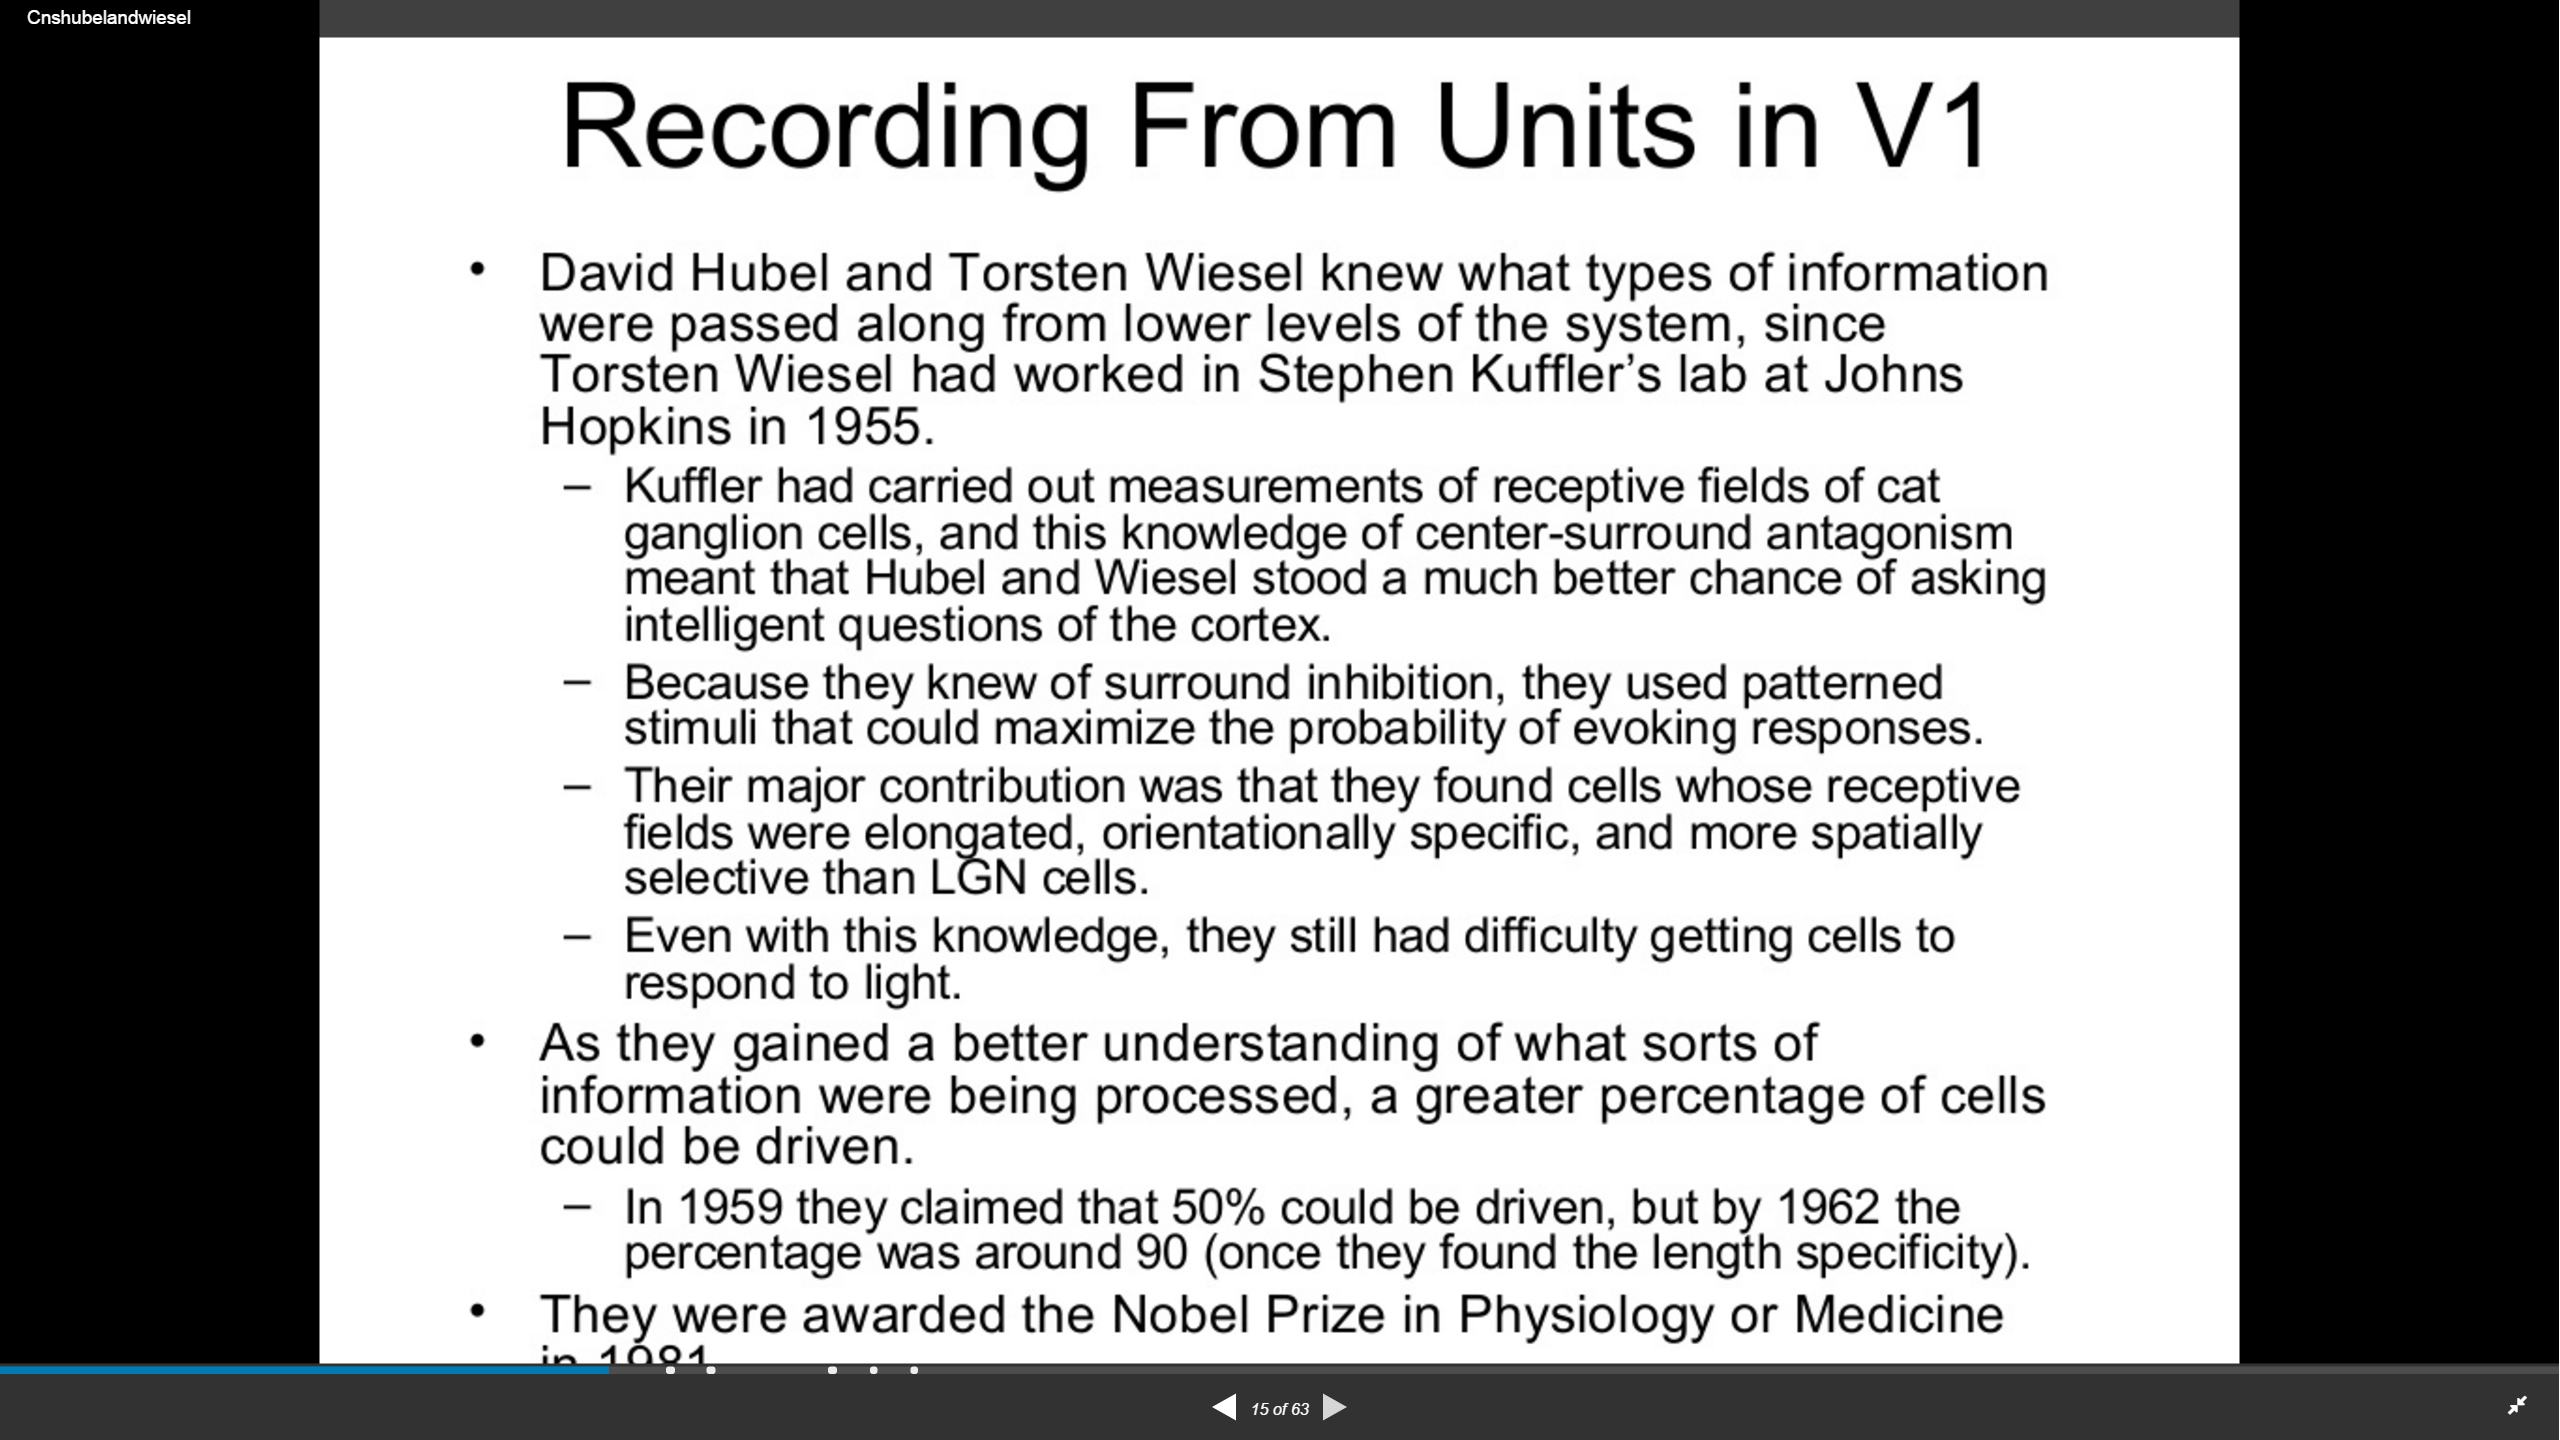 Cnshubelandwiesel
Recording From Units in V1
• David Hubel and Torsten Wiesel knew what types of information
were passed along from lower levels of the system, since
Torsten Wiesel had worked in Stephen Kuffler’s lab at Johns
Hopkins in 1955.
– Kuffler had carried out measurements of receptive fields of cat
ganglion cells, and this knowledge of center-surround antagonism
meant that Hubel and Wiesel stood a much better chance of asking
intelligent questions of the cortex.
– Because they knew of surround inhibition, they used patterned
stimuli that could maximize the probability of evoking responses.
– Their major contribution was that they found cells whose receptive
fields were elongated, orientationally specific, and more spatially
selective than LGN cells.
– Even with this knowledge, they still had difficulty getting cells to
respond to light.
• As they gained a better understanding of what sorts of
information were being processed, a greater percentage of cells
could be driven.
– In 1959 they claimed that 50% could be driven, but by 1962 the
percentage was around 90 (once they found the length specificity).
• They were awarded the Nobel Prize in Physiology or Medicine
in 1981
15 of 63